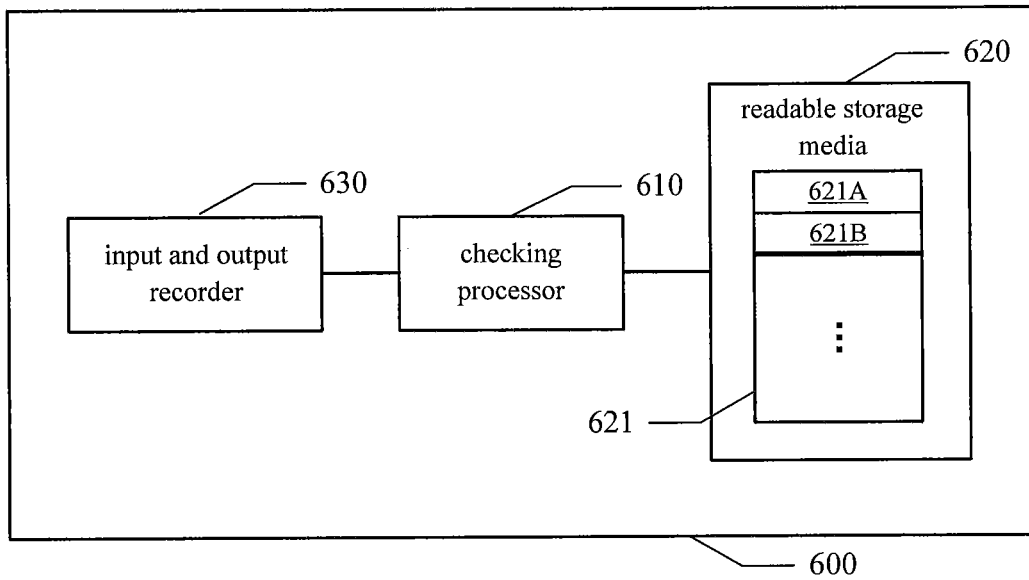 620
readable storage
media
621A
621B
630
610
input and output
recorder
checking
processor
621
600